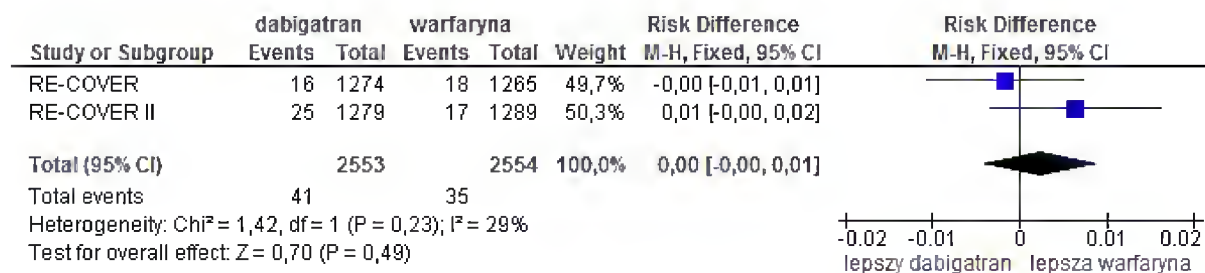 dabigatran warfaryna Risk Difference Risk Difference
Study or Subgroup Events Total Events Total Weight M-H, Fixed, 95% CI M-H, Fixed, 95% CI
RE-COVER 16 1274 18 1265 49,7% -0,00 [-0,01, 0,01]
RE-COVER II 25 1279 17 1289 50,3% 0,01 [-0,00, 0,02]
Total (95% CI) 2553 2554 100,0% 0,00 [-0,00, 0,01]
Total events 41 35
Heterogeneity: Chi² = 1,42, df = 1 (P = 0,23); I² = 29%
Test for overall effect: Z = 0,70 (P = 0,49)
-0.02 -0.01 0 0.01 0.02
lepszy dabigatran lepsza warfaryna